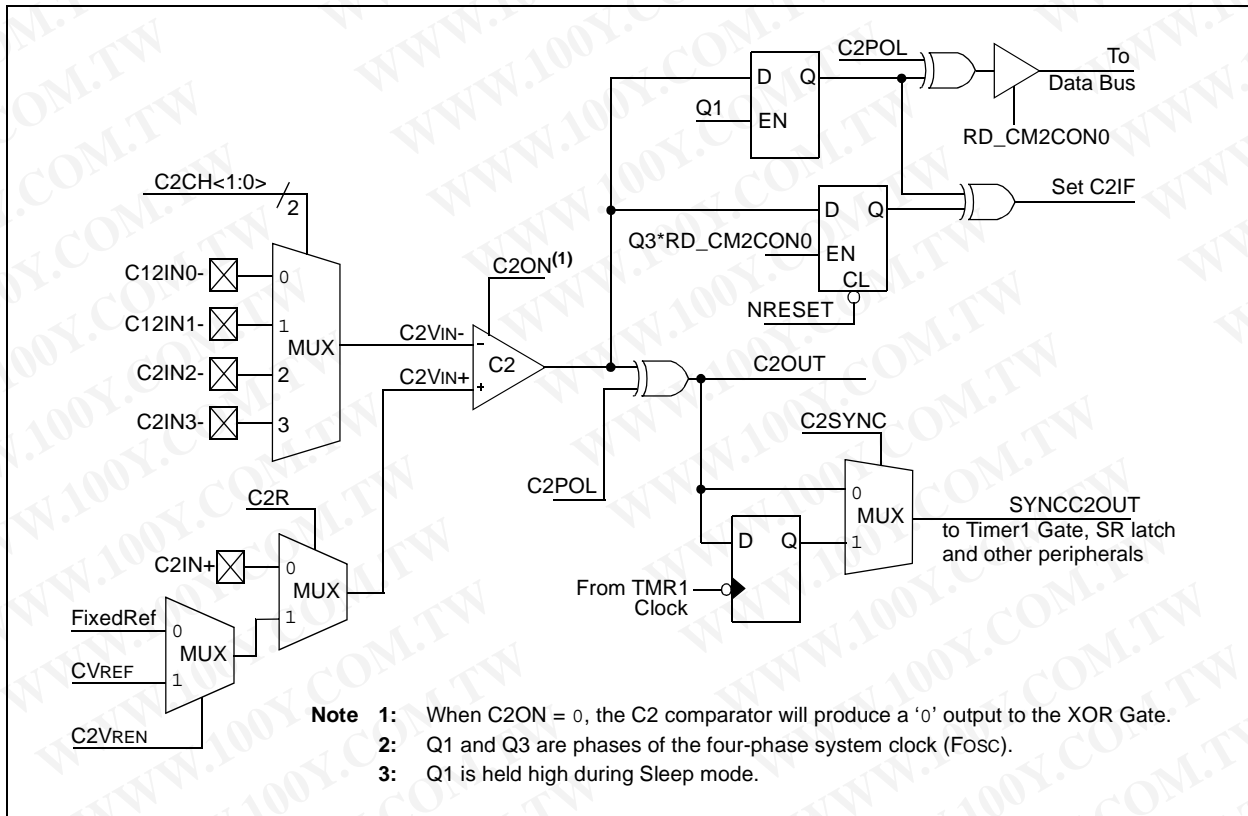 C2POL
To
Data Bus
D Q
Q1
EN
RD_CM2CON0
C2CH<1:0>
2
D Q
Set C2IF
Q3*RD_CM2CON0
EN
CL
NRESET
C2ON(1)
C12IN0-
0
C12IN1-
1
MUX
C2IN2-
2
C2IN3-
3
C2VIN-
C2VIN+
-
+
C2
C2OUT
C2POL
C2SYNC
0
MUX
1
SYNCC2OUT
to Timer1 Gate, SR latch
and other peripherals
D Q
From TMR1
Clock
C2R
C2IN+
0
MUX
1
FixedRef
0
MUX
CVREF
1
C2VREN
Note 1: When C2ON = 0, the C2 comparator will produce a ‘0’ output to the XOR Gate.
2: Q1 and Q3 are phases of the four-phase system clock (FOSC).
3: Q1 is held high during Sleep mode.
WWW.100Y.COM.TW